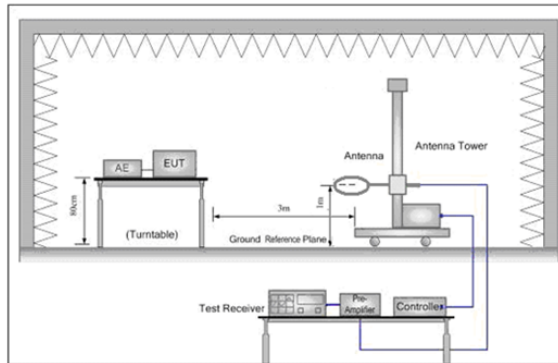 Antenna Tower
Antenna
AE
EUT
80cm
(Turntable)
3m
1m
Ground Reference Plane
Test Receiver
Pre-
Amplifier
Controller